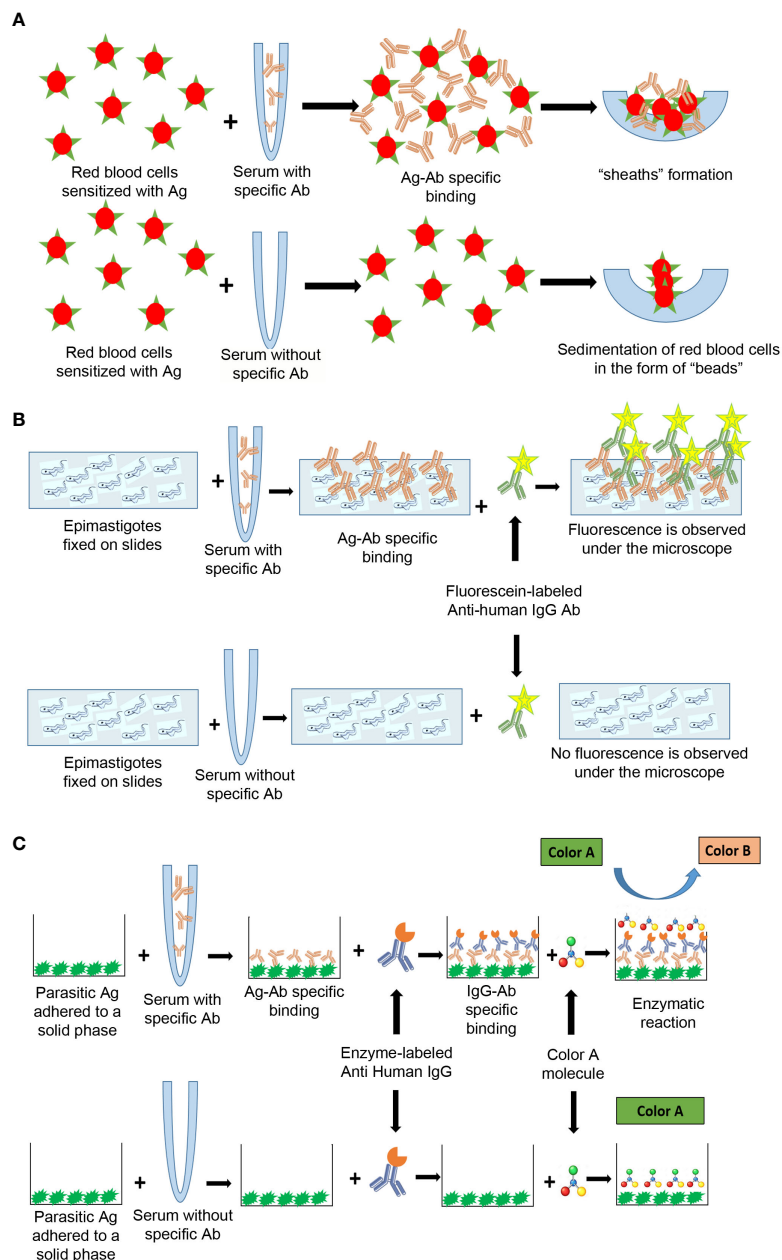 A
+
Red blood cells
sensitized with Ag
Serum with
specific Ab
Ag-Ab specific
binding
"sheaths" formation
+
Red blood cells
sensitized with Ag
Serum without
specific Ab
Sedimentation of red blood cells
in the form of "beads"
B
+
+
Epimastigotes
fixed on slides
Serum with
specific Ab
Ag-Ab specific
binding
Fluorescence is observed
under the microscope
Fluorescein-labeled
Anti-human IgG Ab
+
+
Epimastigotes
fixed on slides
Serum without
specific Ab
No fluorescence is observed
under the microscope
C
Color A
Color B
+
+
+
Parasitic Ag
adhered to a
solid phase
Serum with
specific Ab
Ag-Ab specific
binding
IgG-Ab
specific
binding
Enzymatic
reaction
Enzyme-labeled
Anti Human IgG
Color A
molecule
Color A
+
+
+
Parasitic Ag
adhered to a
solid phase
Serum without
specific Ab